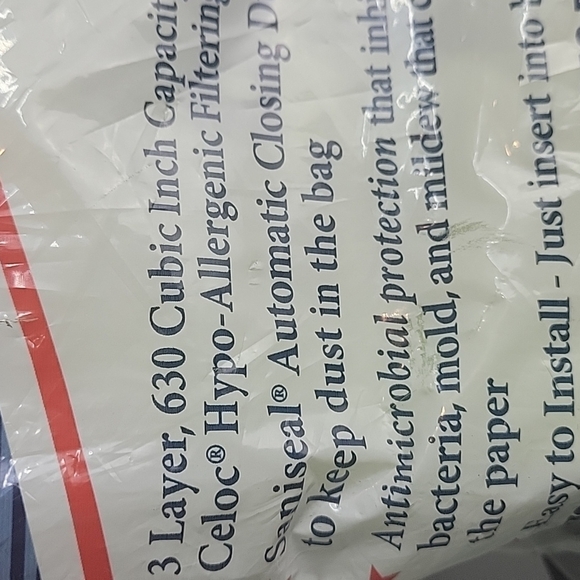 3 Layer, 630 Cubic Inch
Celoc® Hypo-Allergenic Filtering
Saniseal® Automatic Closing
to keep dust in the bag
Antimicrobial protection that
bacteria, mold, and mildew that
the paper
Easy to Install - Just insert into